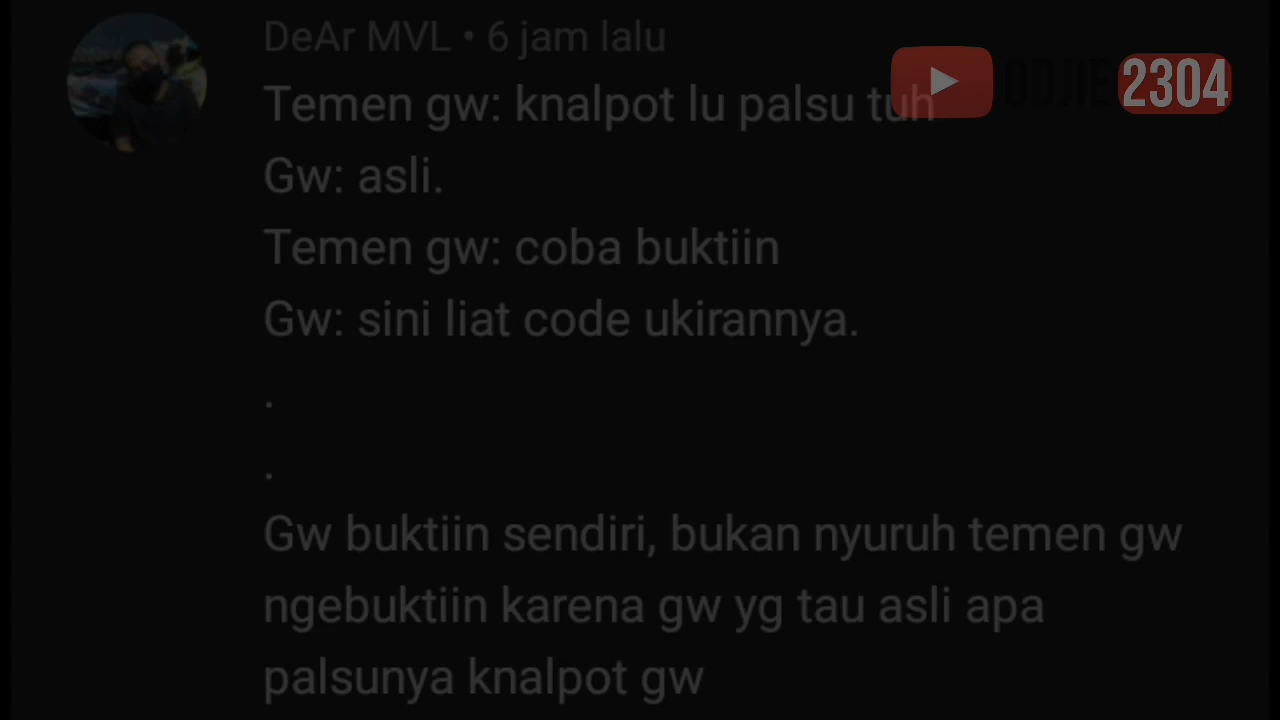 DeAr MVL • 6 jam lalu
Temen gw: knalpot lu palsu tuh
ODJIE 2304
Gw: asli.
Temen gw: coba buktiin
Gw: sini liat code ukirannya.
.
.
Gw buktiin sendiri, bukan nyuruh temen gw
ngebuktiin karena gw yg tau asli apa
palsunya knalpot gw